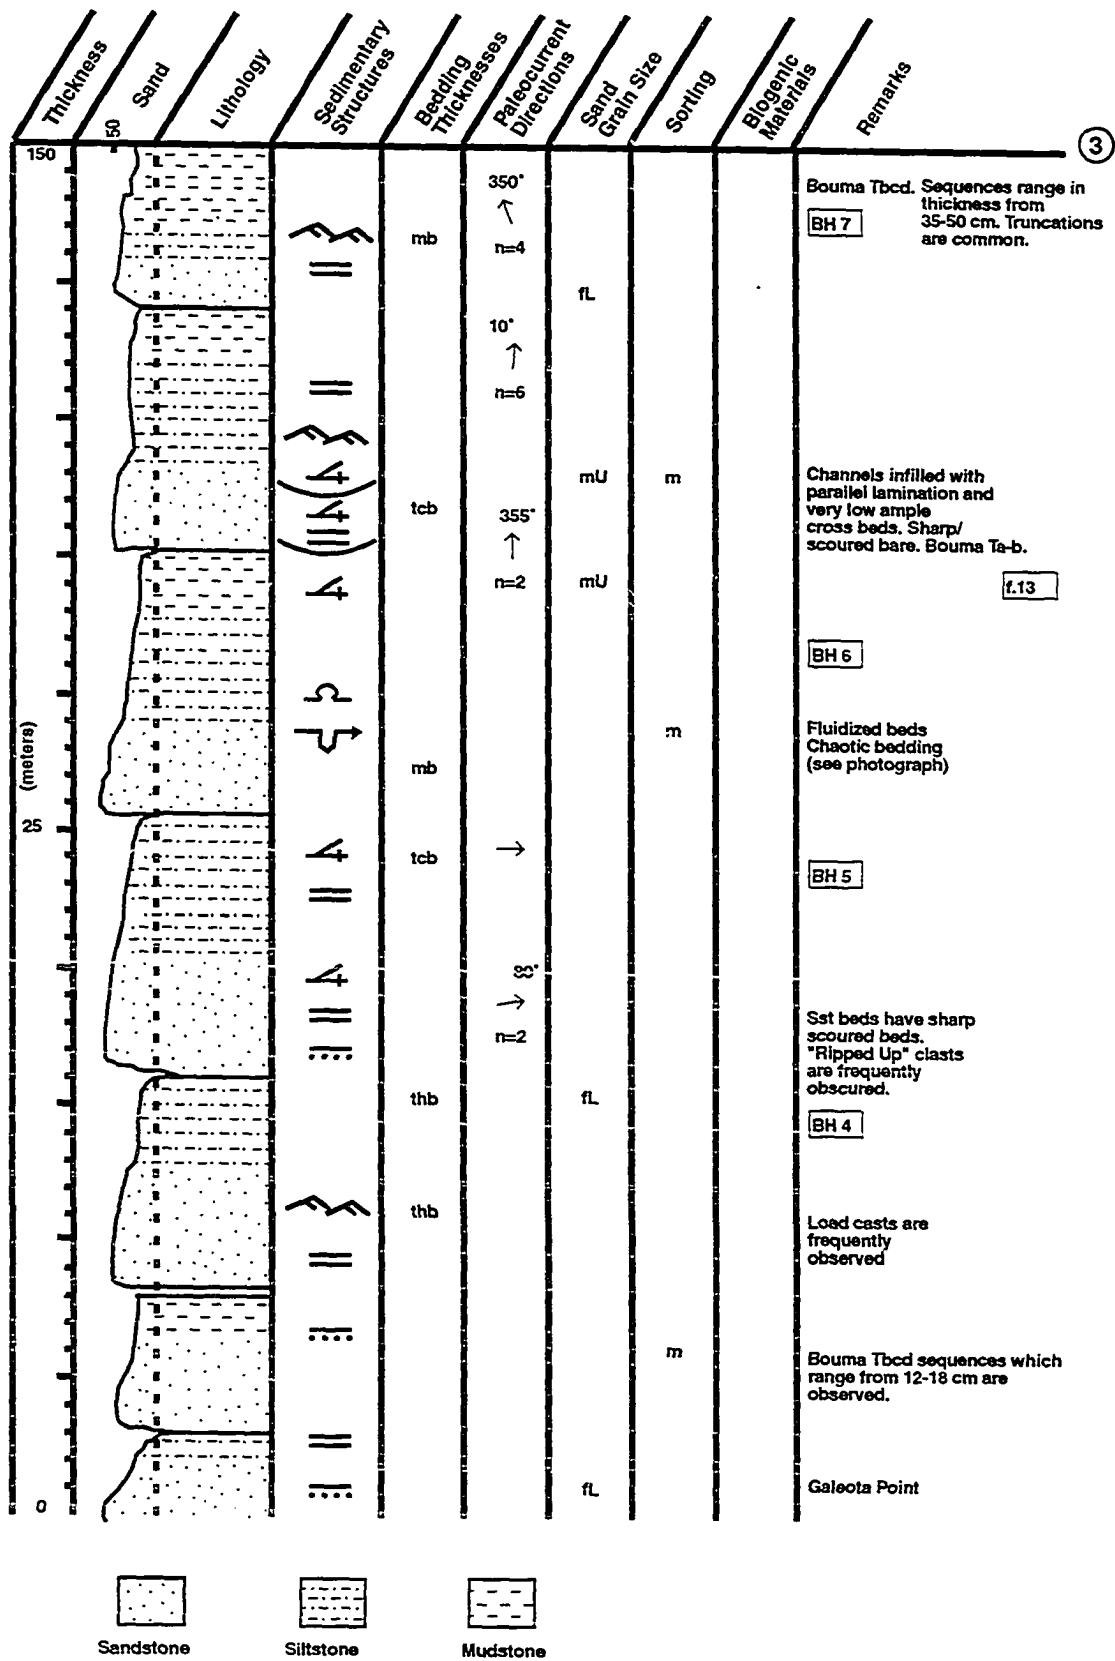 Thickness
Sand
Lithology
Sedimentary
Structures
Bedding
Thicknesses
Paleocurrent
Directions
Sand
Grain Size
Sorting
Biogenic
Materials
Remarks
50
3
150
350°
n=4
mb
Bouma Tbcd. Sequences range in
thickness from
35-50 cm. Truncations
are common.
BH 7
fL
10°
n=6
mU
m
tcb
355°
n=2
Channels infilled with
parallel lamination and
very low ample
cross beds. Sharp/
scoured bare. Bouma Ta-b.
mU
f.13
BH 6
m
Fluidized beds
Chaotic bedding
(see photograph)
mb
(meters)
25
tcb
BH 5
n=2
Sst beds have sharp
scoured beds.
"Ripped Up" clasts
are frequently
obscured.
thb
fL
BH 4
thb
Load casts are
frequently
observed
m
Bouma Tbcd sequences which
range from 12-18 cm are
observed.
0
fL
Galeota Point
Sandstone
Siltstone
Mudstone